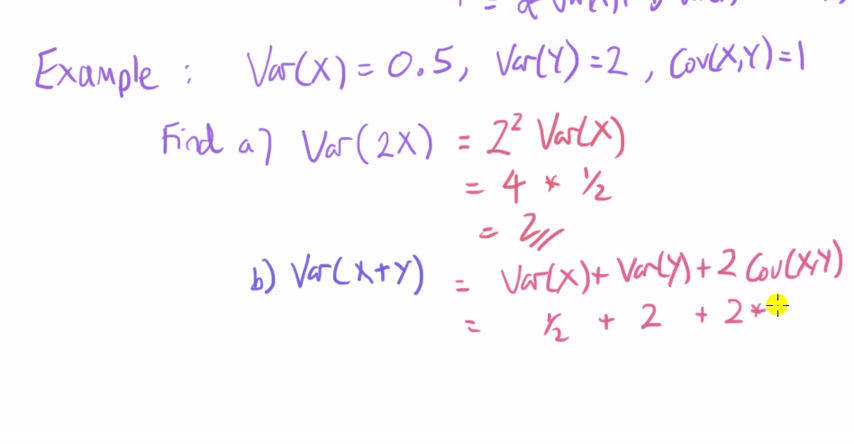 Example : Var(X) = 0.5, Var(Y) = 2, Cov(X,Y) = 1
Find a) Var(2X) = 2² Var(X)
= 4 * 1/2
= 2//
b) Var(X+Y) = Var(X) + Var(Y) + 2 Cov(X,Y)
= 1/2 + 2 + 2 *